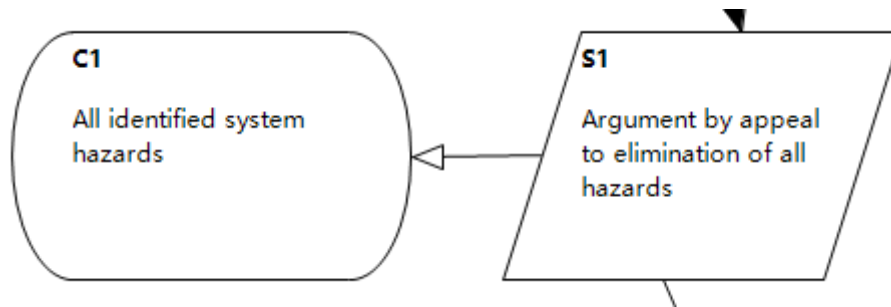 C1
All identified system
hazards
S1
Argument by appeal
to elimination of all
hazards